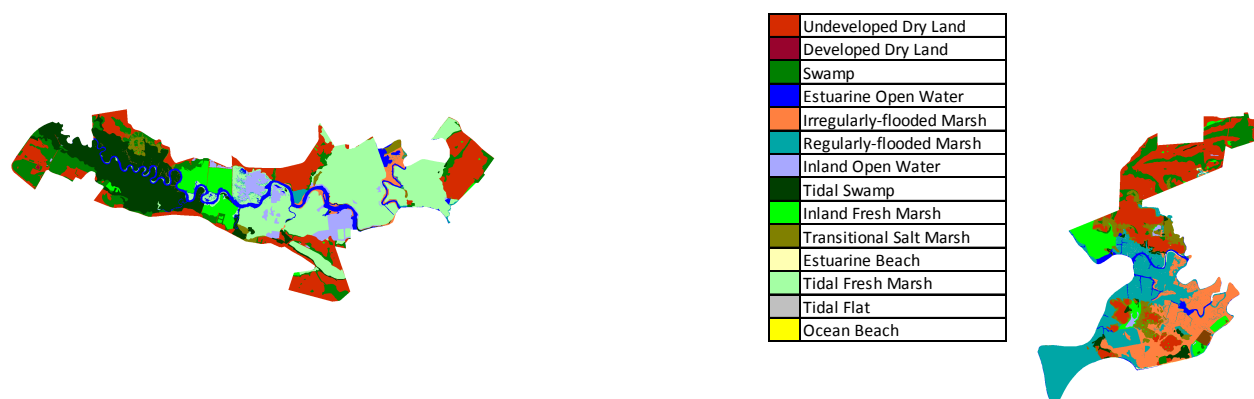 Undeveloped Dry Land
Developed Dry Land
Swamp
Estuarine Open Water
Irregularly-flooded Marsh
Regularly-flooded Marsh
Inland Open Water
Tidal Swamp
Inland Fresh Marsh
Transitional Salt Marsh
Estuarine Beach
Tidal Fresh Marsh
Tidal Flat
Ocean Beach